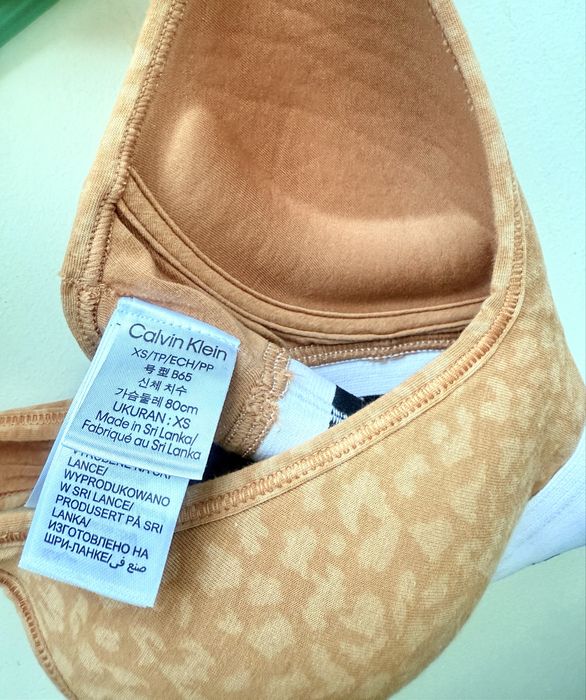 Calvin Klein
XS/TP/ECH/PP
号型 B65
신체 치수
가슴둘레 80cm
UKURAN : XS
Made in Sri Lanka/
Fabriqué au Sri Lanka
LANCE/
WYPRODUKOWANO
W SRI LANCE/
PRODUSERT PÅ SRI
LANKA/
ИЗГОТОВЛЕНО НА
ШРИ-ЛАНКЕ/صنع في